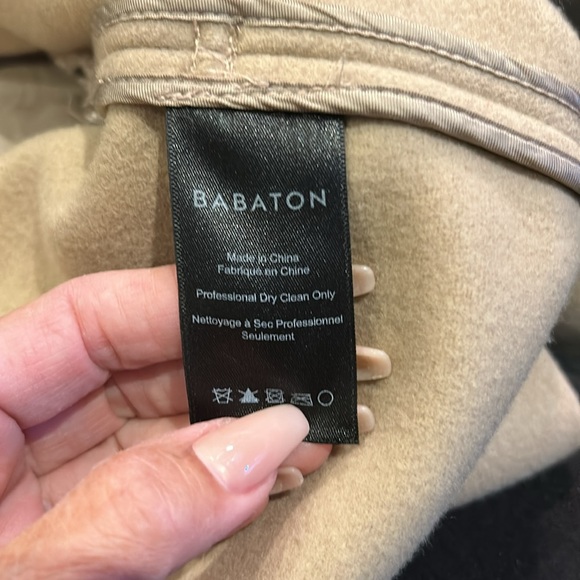 BABATON
Made in China
Fabriqué en Chine
Professional Dry Clean Only
Nettoyage à Sec Professionnel
Seulement